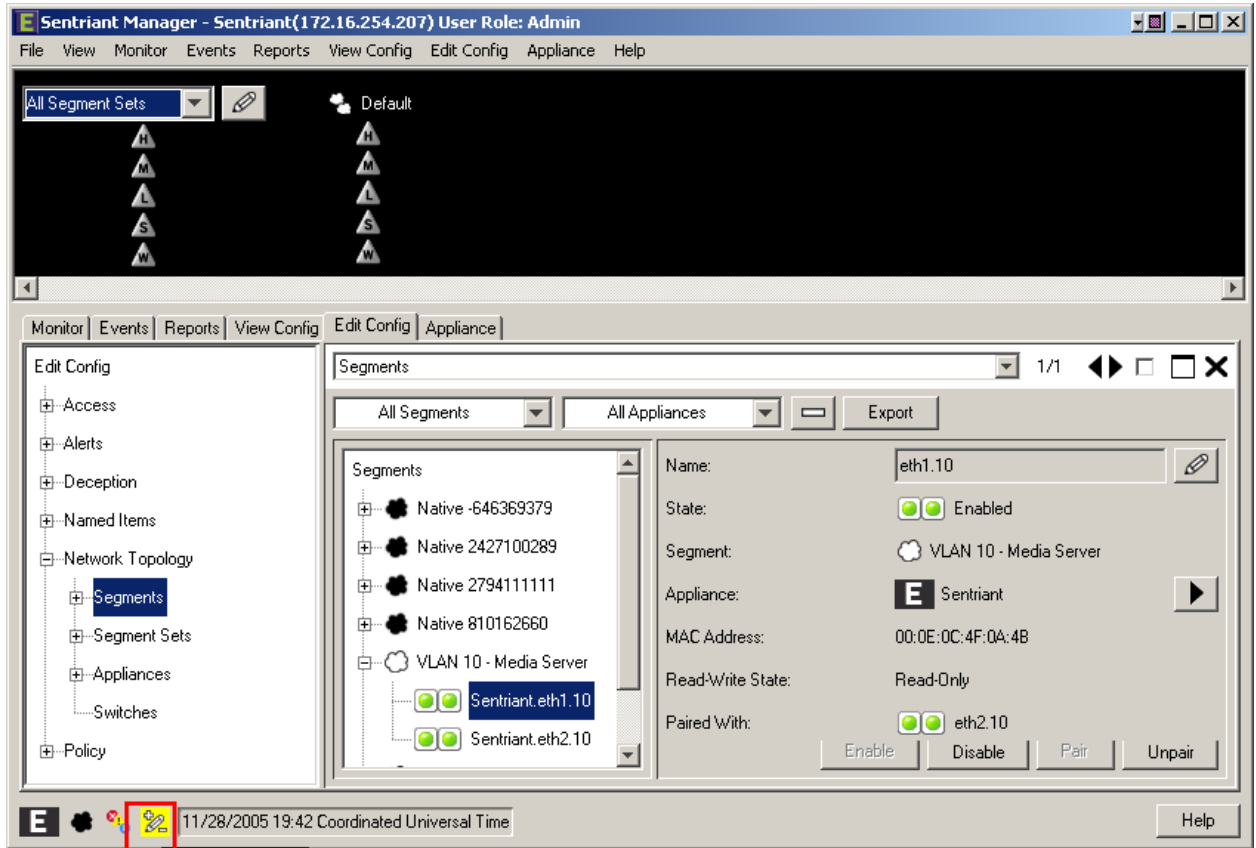 E Sentriant Manager - Sentriant(172.16.254.207) User Role: Admin
File View Monitor Events Reports View Config Edit Config Appliance Help
All Segment Sets
Default
H H
M M
L L
S S
W W
Monitor Events Reports View Config Edit Config Appliance
Edit Config
Access
Alerts
Deception
Named Items
Network Topology
Segments
Segment Sets
Appliances
Switches
Policy
Segments 1/1
All Segments All Appliances Export
Segments
Native -646369379
Native 2427100289
Native 2794111111
Native 810162660
VLAN 10 - Media Server
Sentriant.eth1.10
Sentriant.eth2.10
Name: eth1.10
State: Enabled
Segment: VLAN 10 - Media Server
Appliance: E Sentriant
MAC Address: 00:0E:0C:4F:0A:4B
Read-Write State: Read-Only
Paired With: eth2.10
Enable Disable Pair Unpair
E 11/28/2005 19:42 Coordinated Universal Time Help